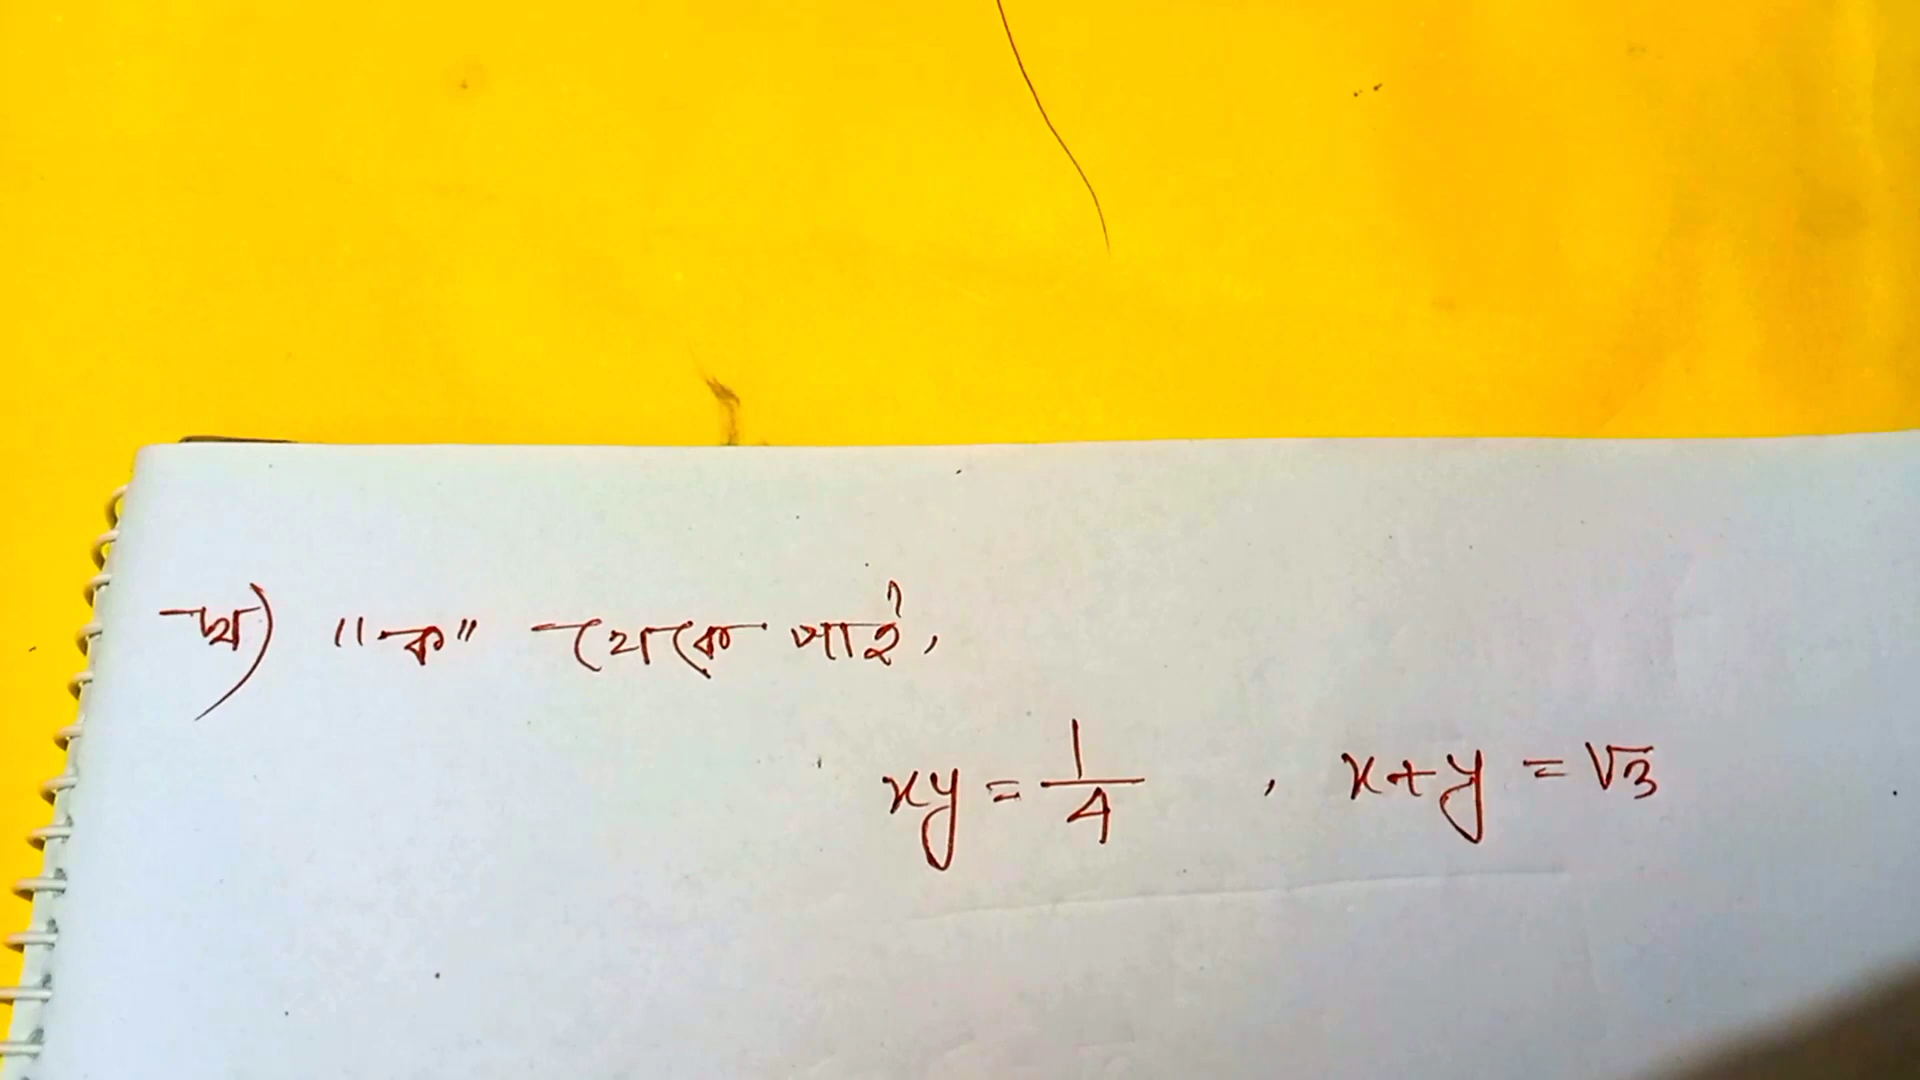 খ) "ক" থেকে পাই,
xy = 1/4 , x+y = √3